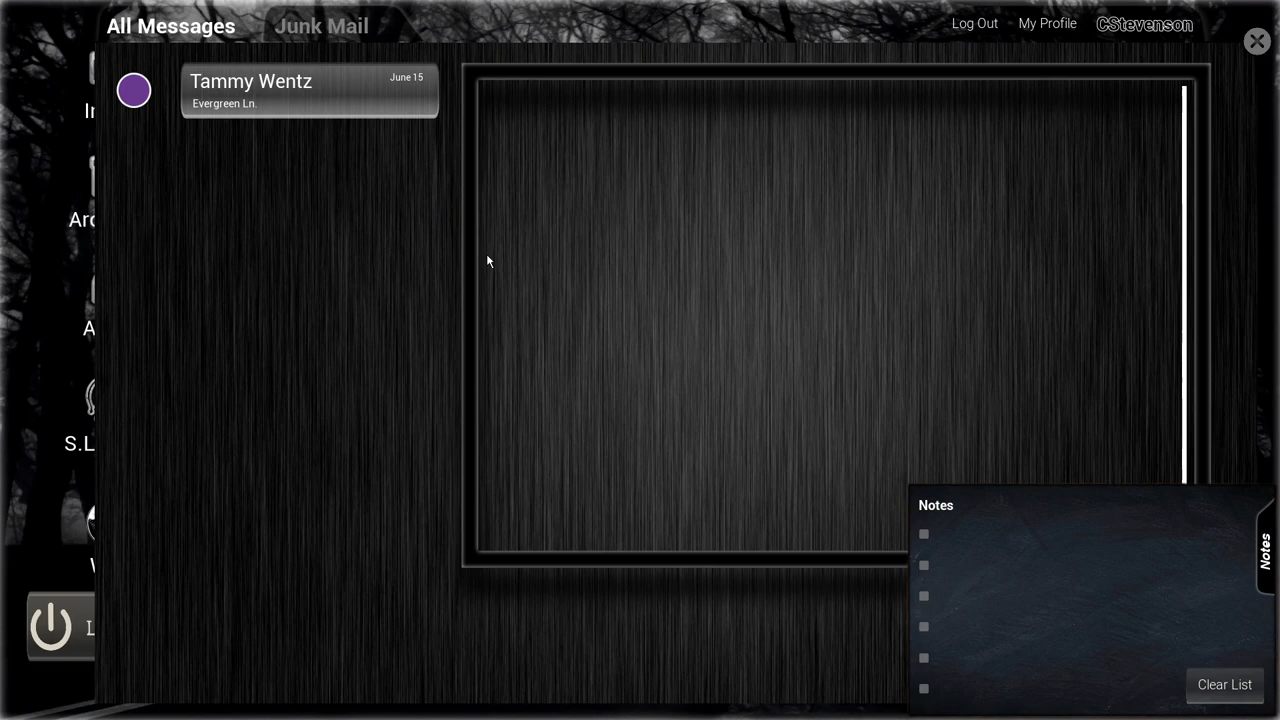 All Messages
Junk Mail
Log Out
My Profile
CStevenson
Tammy Wentz
June 15
Evergreen Ln.
S.L
Notes
Notes
Clear List